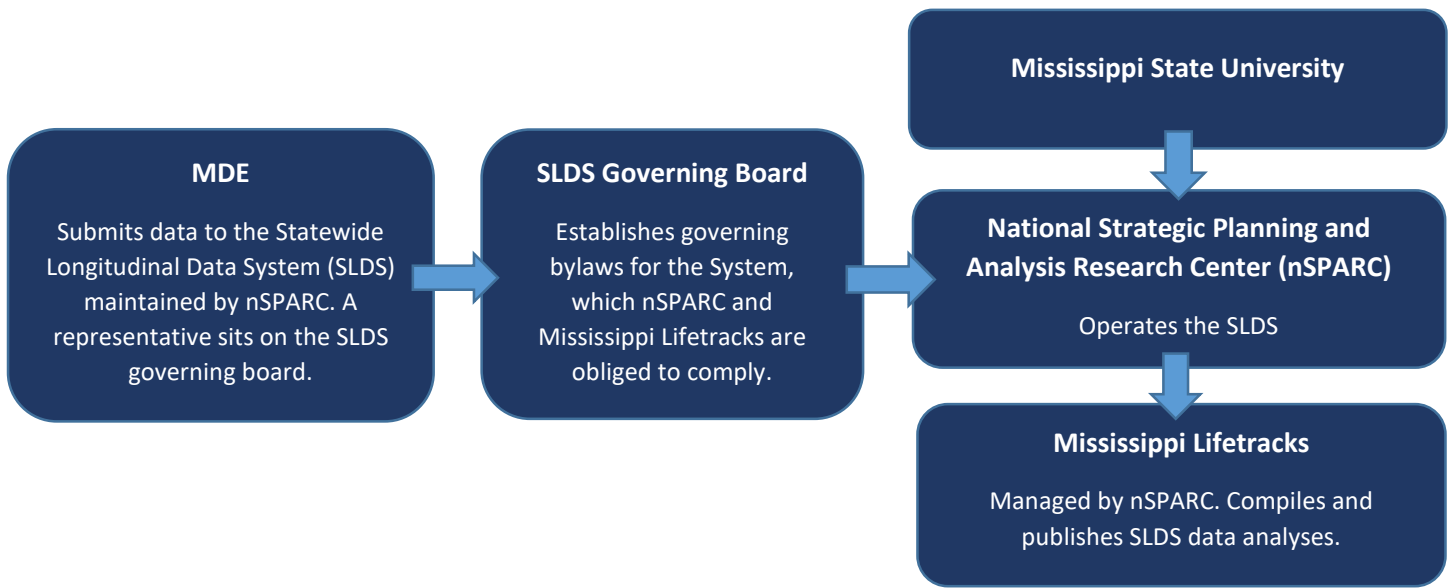 MDE
Submits data to the Statewide
Longitudinal Data System (SLDS)
maintained by nSPARC. A
representative sits on the SLDS
governing board.
SLDS Governing Board
Establishes governing
bylaws for the System,
which nSPARC and
Mississippi Lifetracks are
obliged to comply.
Mississippi State University
National Strategic Planning and
Analysis Research Center (nSPARC)
Operates the SLDS
Mississippi Lifetracks
Managed by nSPARC. Compiles and
publishes SLDS data analyses.